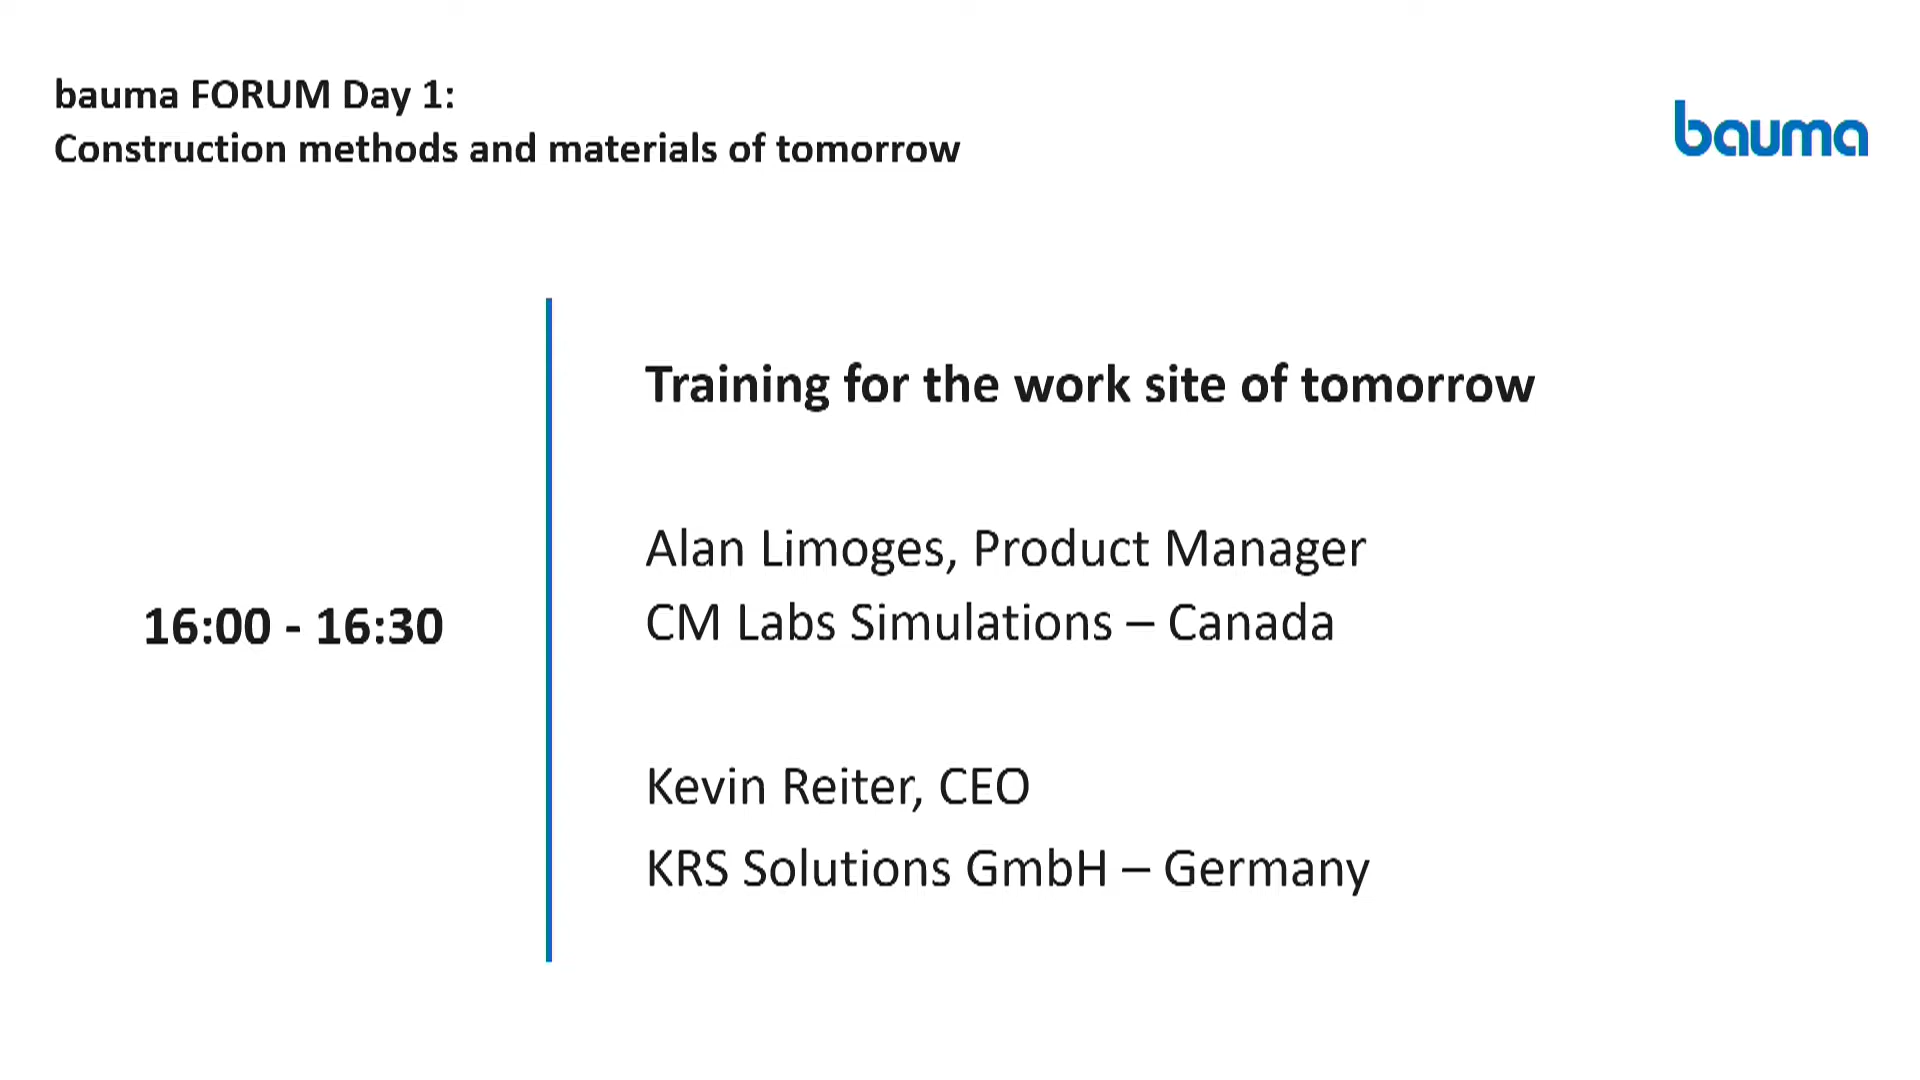 bauma FORUM Day 1:
Construction methods and materials of tomorrow
bauma
Training for the work site of tomorrow
Alan Limoges, Product Manager
16:00 - 16:30
CM Labs Simulations – Canada
Kevin Reiter, CEO
KRS Solutions GmbH – Germany